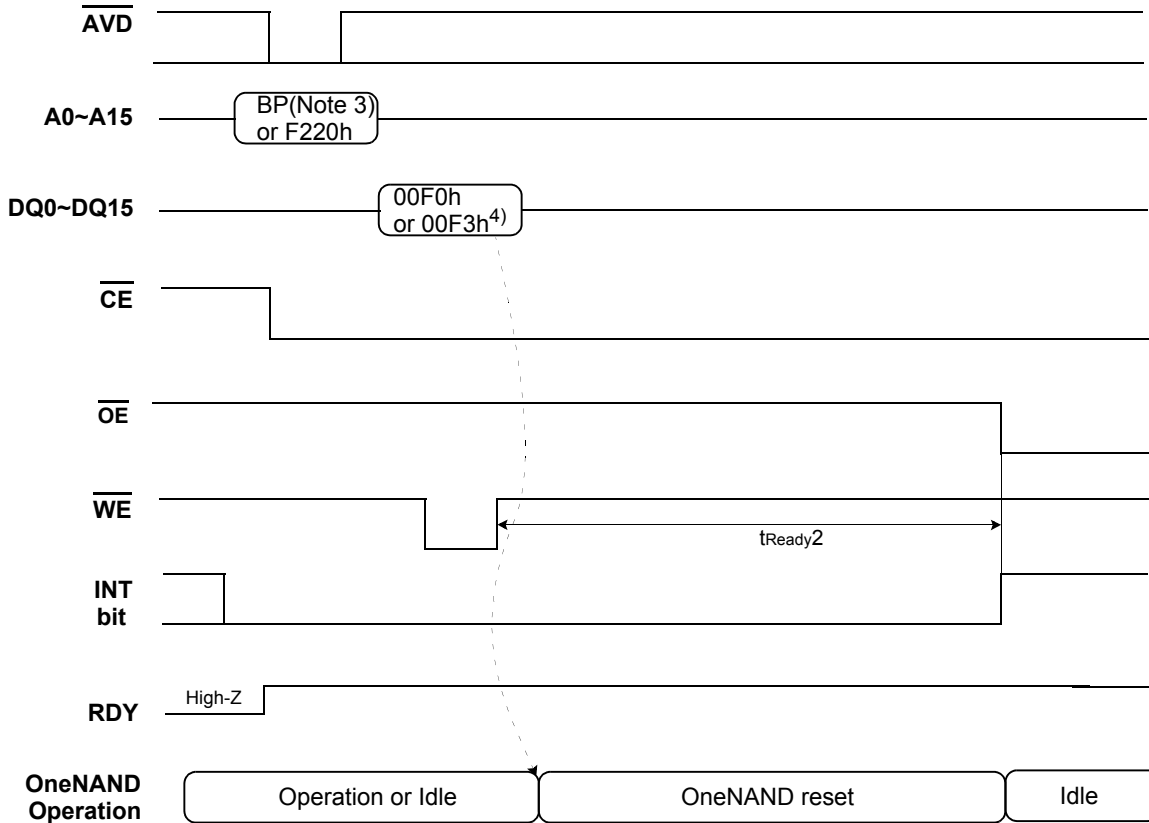 AVD
A0~A15
BP(Note 3)
or F220h
DQ0~DQ15
00F0h
or 00F3h4)
CE
OE
WE
tReady2
INT
bit
High-Z
RDY
OneNAND
Operation
Operation or Idle
OneNAND reset
Idle